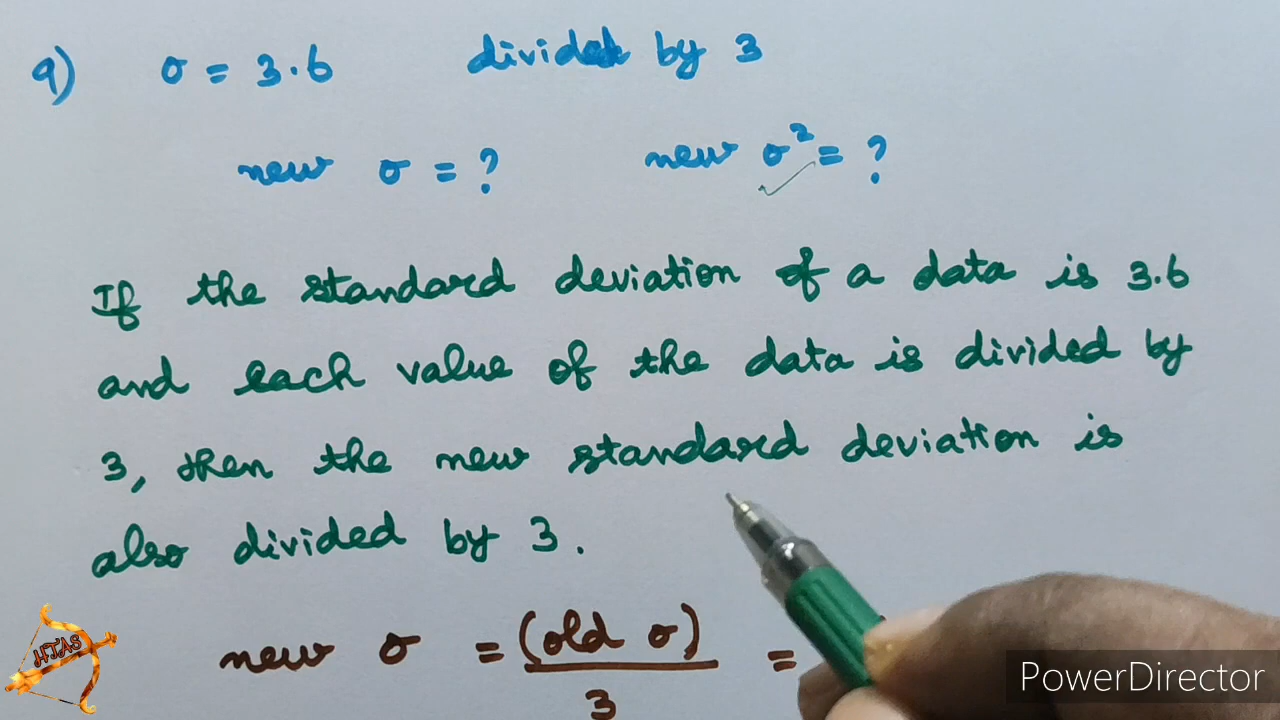 9) σ = 3.6 divided by 3
new σ = ? new σ² = ?
If the standard deviation of a data is 3.6
and each value of the data is divided by
3, then the new standard deviation is
also divided by 3.
new σ = (old σ) =
3
HTAS
PowerDirector